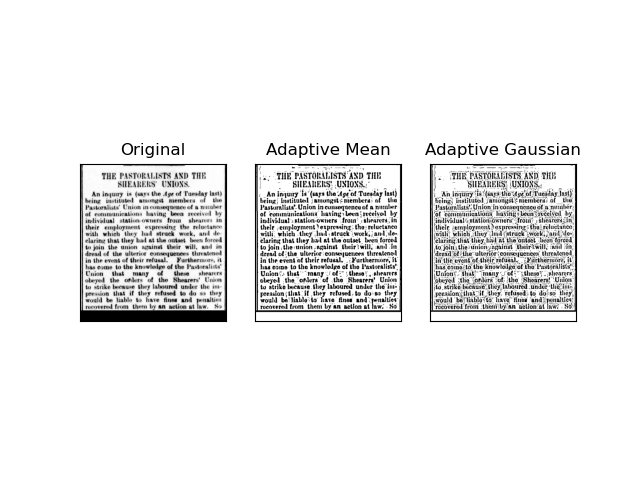 Original
Adaptive Mean
Adaptive Gaussian
THE PASTORALISTS AND THE
SHEARERS' UNIONS.
An inquiry is (says the Age of Tuesday last)
being instituted amongst members of the
Pastoralists' Union in consequence of a number
of communications having been received by
individual station-owners from shearers in
their employment expressing the reluctance
with which they had struck work, and de-
claring that they had at the outset been forced
to join the union against their will, and in
dread of the ulterior consequences threatened
in the event of their refusal. Furthermore, it
has come to the knowledge of the Pastoralists'
Union that many of these shearers
obeyed the orders of the Shearers' Union
to strike because they laboured under the im-
pression that if they refused to do so they
would be liable to have fines and penalties
recovered from them by an action at law. So
THE PASTORALISTS AND THE
SHEARERS' UNIONS.
An inquiry is (says the Age of Tuesday last)
being instituted amongst members of the
Pastoralists' Union in consequence of a number
of communications having been received by
individual station-owners from shearers in
their employment expressing the reluctance
with which they had struck work, and de-
claring that they had at the outset been forced
to join the union against their will, and in
dread of the ulterior consequences threatened
in the event of their refusal. Furthermore, it
has come to the knowledge of the Pastoralists'
Union that many of these shearers
obeyed the orders of the Shearers' Union
to strike because they laboured under the im-
pression that if they refused to do so they
would be liable to have fines and penalties
recovered from them by an action at law. So
THE PASTORALISTS AND THE
SHEARERS' UNIONS.
An inquiry is (says the Age of Tuesday last)
being instituted amongst members of the
Pastoralists' Union in consequence of a number
of communications having been received by
individual station-owners from shearers in
their employment expressing the reluctance
with which they had struck work, and de-
claring that they had at the outset been forced
to join the union against their will, and in
dread of the ulterior consequences threatened
in the event of their refusal. Furthermore, it
has come to the knowledge of the Pastoralists'
Union that many of these shearers
obeyed the orders of the Shearers' Union
to strike because they laboured under the im-
pression that if they refused to do so they
would be liable to have fines and penalties
recovered from them by an action at law. So